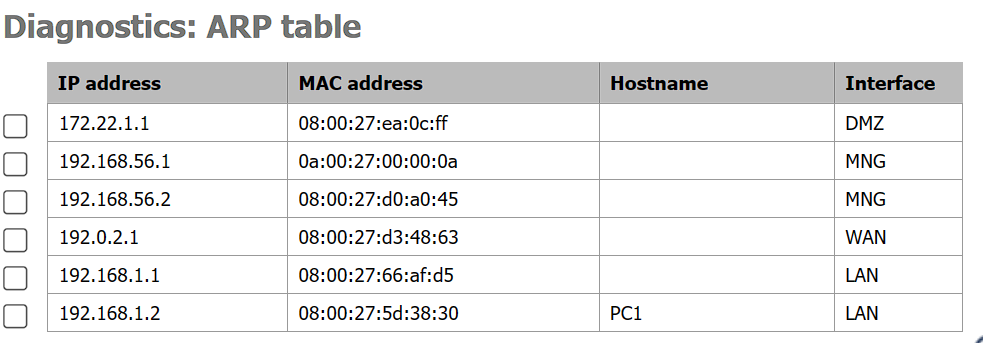 Diagnostics: ARP table
IP address MAC address Hostname Interface
172.22.1.1 08:00:27:ea:0c:ff DMZ
192.168.56.1 0a:00:27:00:00:0a MNG
192.168.56.2 08:00:27:d0:a0:45 MNG
192.0.2.1 08:00:27:d3:48:63 WAN
192.168.1.1 08:00:27:66:af:d5 LAN
192.168.1.2 08:00:27:5d:38:30 PC1 LAN